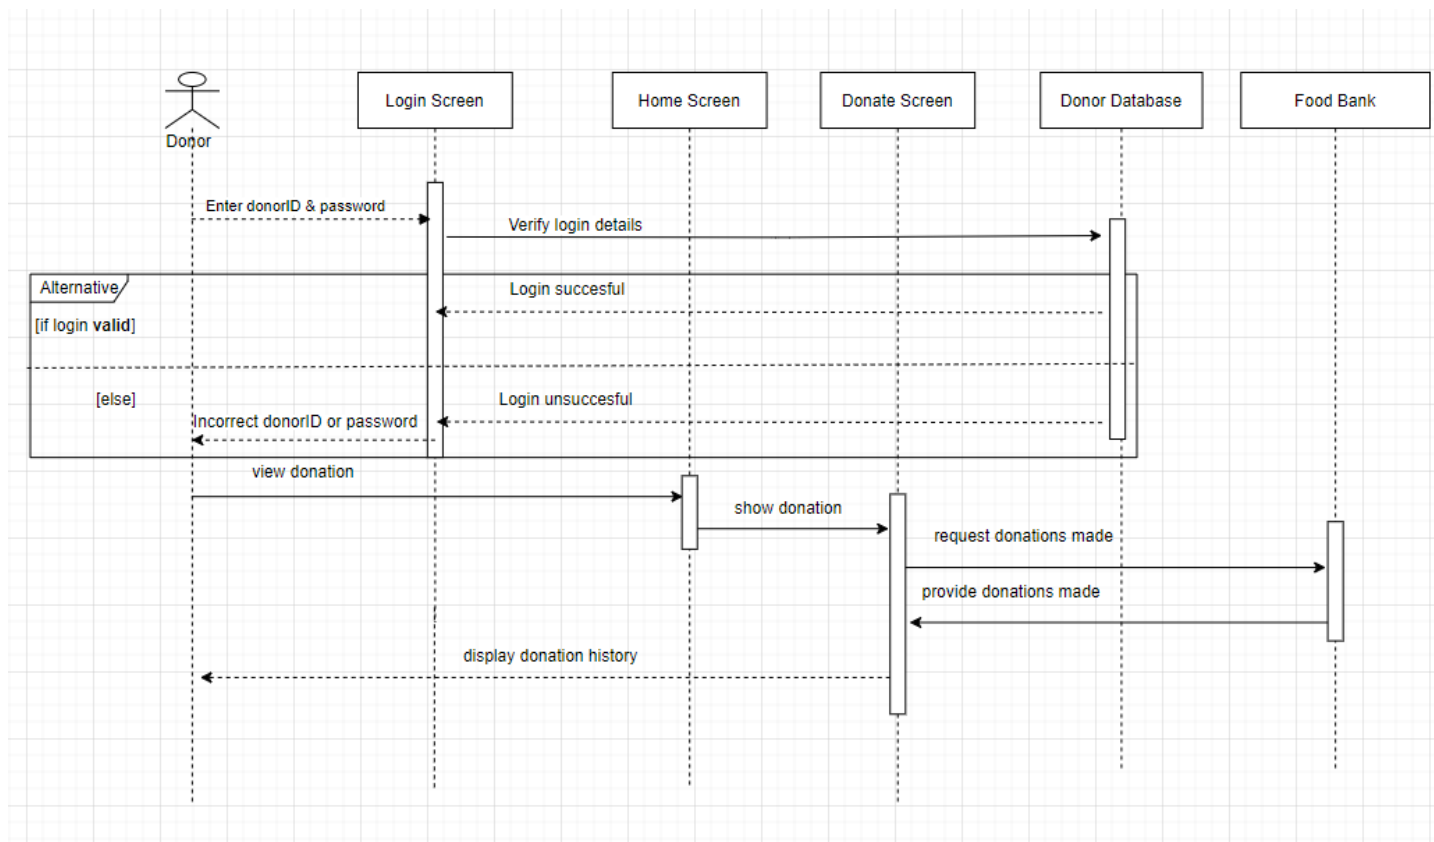 Login Screen
Home Screen
Donate Screen
Donor Database
Food Bank
Donor
Enter donorID & password
Verify login details
Alternative
Login succesful
[if login valid]
[else]
Login unsuccesful
Incorrect donorID or password
view donation
show donation
request donations made
provide donations made
display donation history